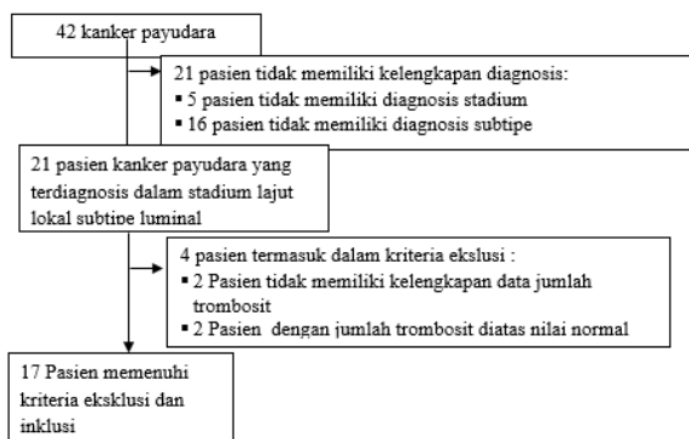 42 kanker payudara
21 pasien tidak memiliki kelengkapan diagnosis:
▪ 5 pasien tidak memiliki diagnosis stadium
▪ 16 pasien tidak memiliki diagnosis subtipe
21 pasien kanker payudara yang
terdiagnosis dalam stadium lajut
lokal subtipe luminal
4 pasien termasuk dalam kriteria ekslusi :
▪ 2 Pasien tidak memiliki kelengkapan data jumlah
trombosit
▪ 2 Pasien dengan jumlah trombosit diatas nilai normal
17 Pasien memenuhi
kriteria eksklusi dan
inklusi